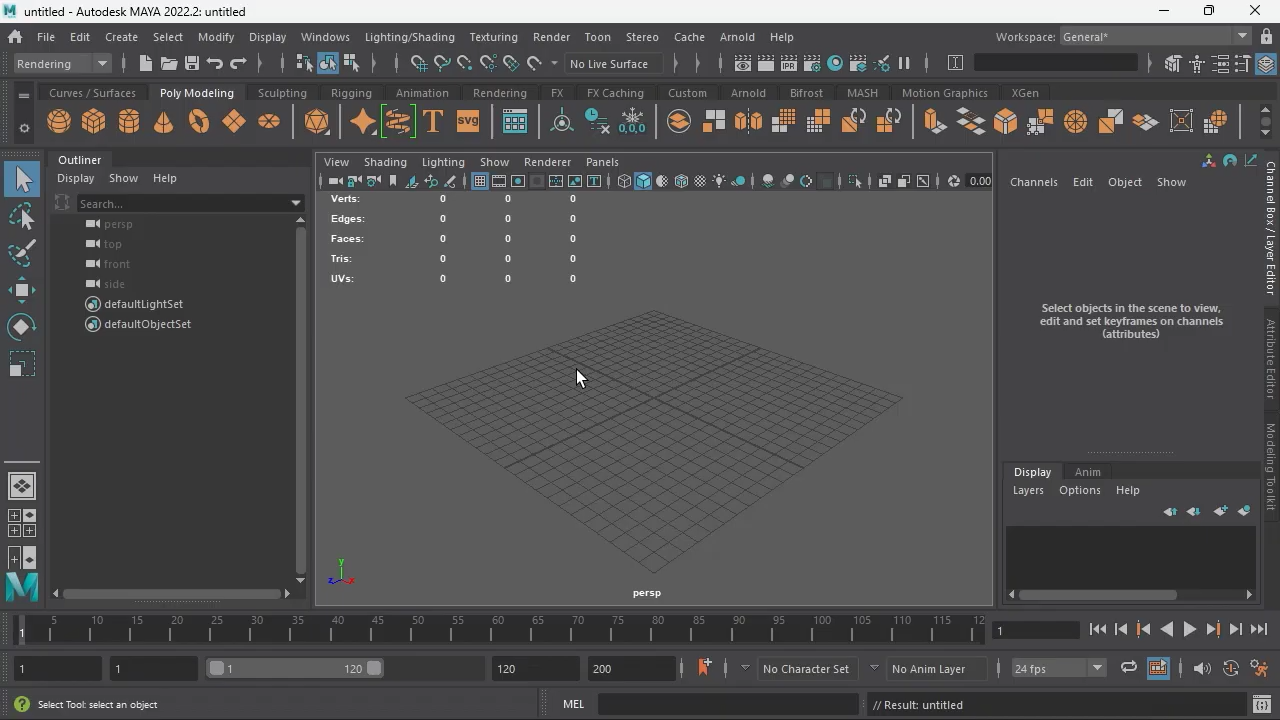 untitled - Autodesk MAYA 2022.2: untitled
File Edit Create Select Modify Display Windows Lighting/Shading Texturing Render Toon Stereo Cache Arnold Help Workspace: General*
Rendering No Live Surface IPR
Curves / Surfaces Poly Modeling Sculpting Rigging Animation Rendering FX FX Caching Custom Arnold Bifrost MASH Motion Graphics XGen
T SVG 0,0,0
Outliner
Display Show Help
Search...
persp
top
front
side
defaultLightSet
defaultObjectSet
View Shading Lighting Show Renderer Panels
0.00
Verts: 0 0 0
Edges: 0 0 0
Faces: 0 0 0
Tris: 0 0 0
UVs: 0 0 0
y
z x
persp
Channels Edit Object Show
Select objects in the scene to view,
edit and set keyframes on channels
(attributes)
Channel Box / Layer Editor
Attribute Editor
Modeling Toolkit
Display Anim
Layers Options Help
1 5 10 15 20 25 30 35 40 45 50 55 60 65 70 75 80 85 90 95 100 105 110 115 12 1
1 1 1 120 120 200 No Character Set No Anim Layer 24 fps
Select Tool: select an object MEL // Result: untitled